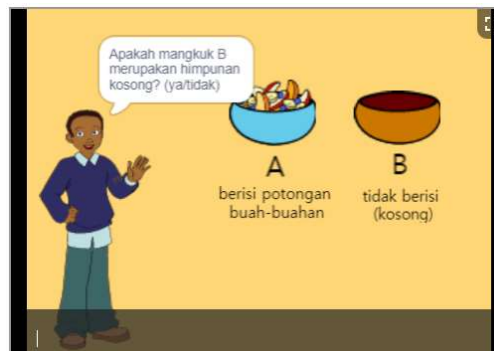 Apakah mangkuk B
merupakan himpunan
kosong? (ya/tidak)
A
berisi potongan
buah-buahan
B
tidak berisi
(kosong)